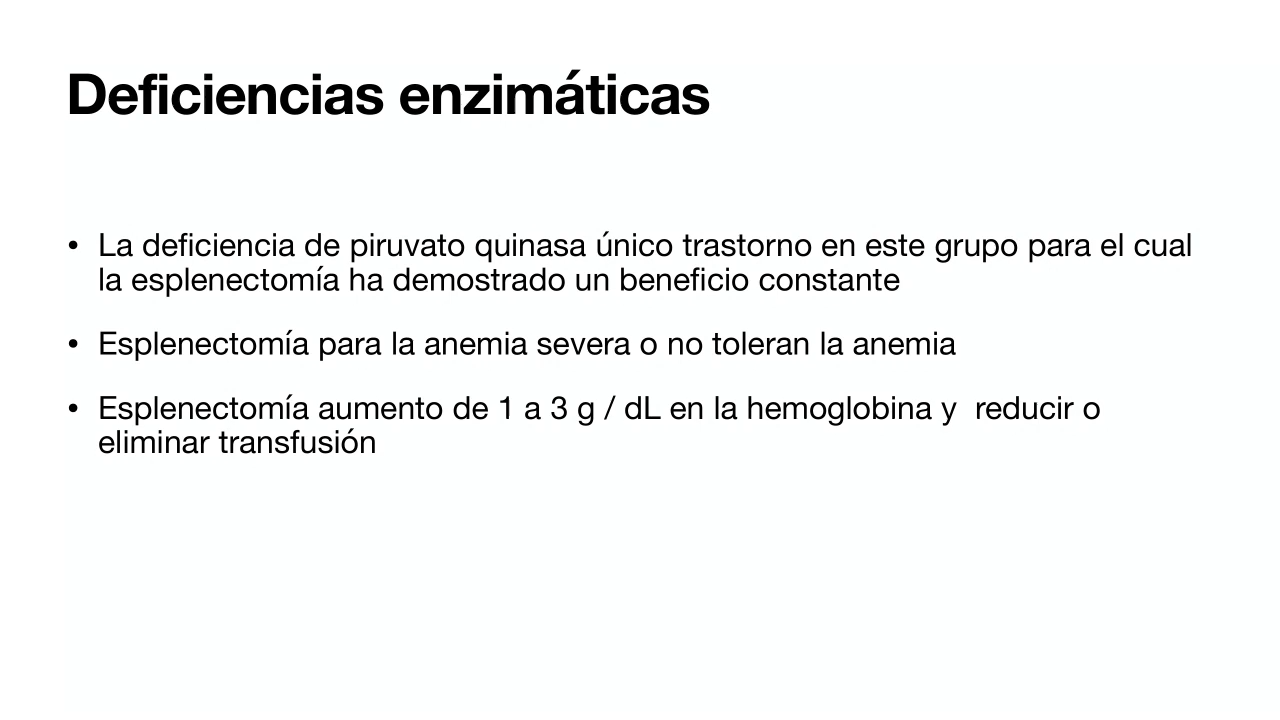 Deficiencias enzimáticas
• La deficiencia de piruvato quinasa único trastorno en este grupo para el cual
la esplenectomía ha demostrado un beneficio constante
• Esplenectomía para la anemia severa o no toleran la anemia
• Esplenectomía aumento de 1 a 3 g / dL en la hemoglobina y  reducir o
eliminar transfusión